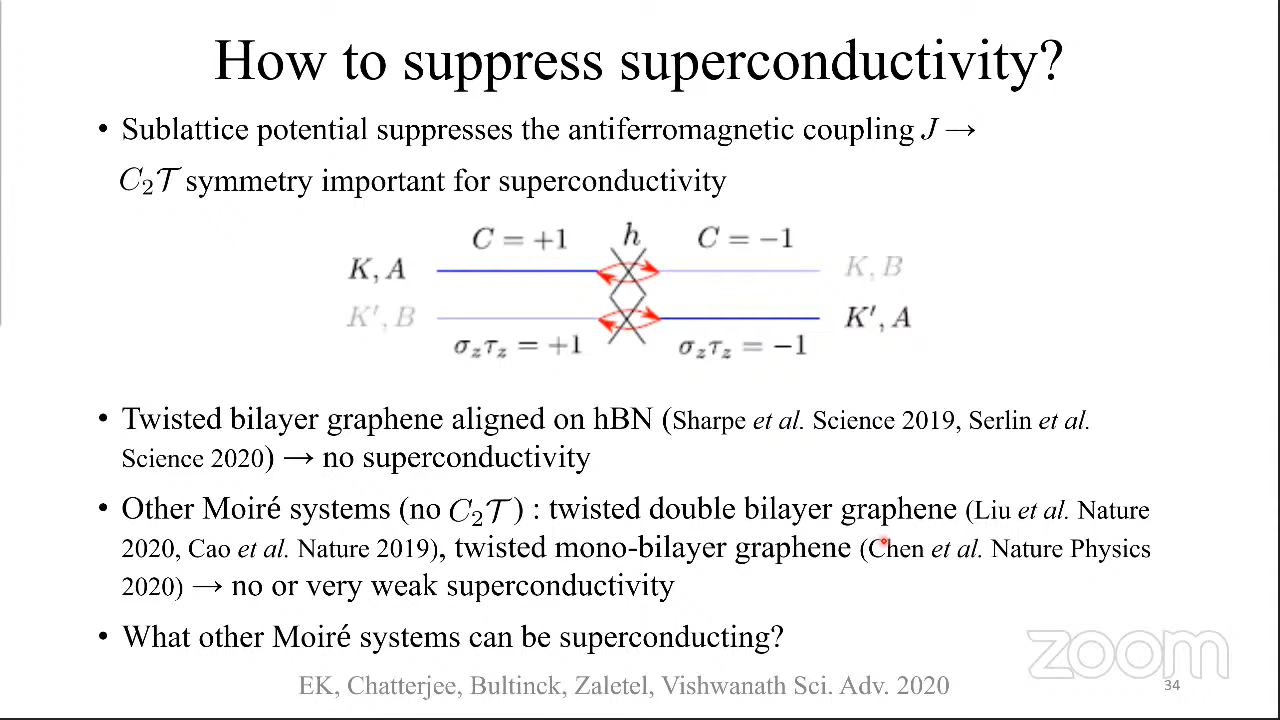 How to suppress superconductivity?
• Sublattice potential suppresses the antiferromagnetic coupling J →
C₂𝒯 symmetry important for superconductivity
C = +1 h C = −1
K, A K, B
K′, B K′, A
σ_zτ_z = +1 σ_zτ_z = −1
• Twisted bilayer graphene aligned on hBN (Sharpe et al. Science 2019, Serlin et al.
Science 2020) → no superconductivity
• Other Moiré systems (no C₂𝒯) : twisted double bilayer graphene (Liu et al. Nature
2020, Cao et al. Nature 2019), twisted mono-bilayer graphene (Chen et al. Nature Physics
2020) → no or very weak superconductivity
• What other Moiré systems can be superconducting?
zoom
EK, Chatterjee, Bultinck, Zaletel, Vishwanath Sci. Adv. 2020
34